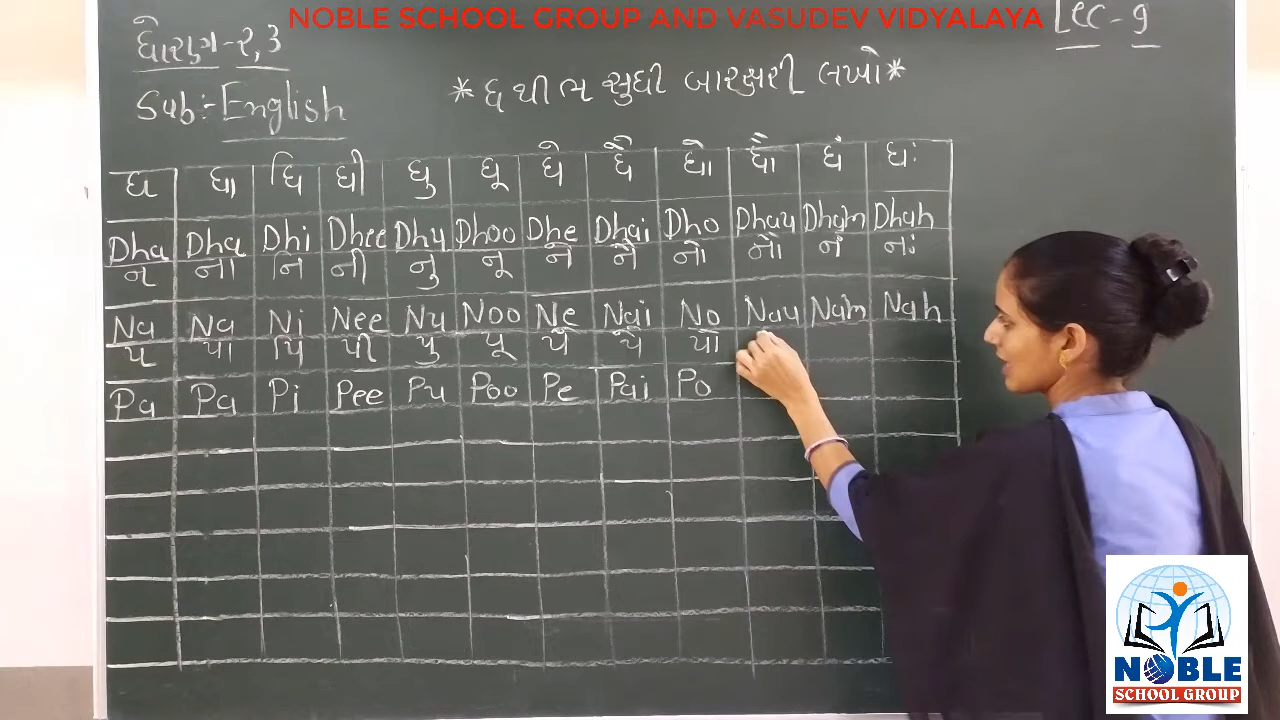 NOBLE SCHOOL GROUP AND VASUDEV VIDYALAYA
Lec - 9
ધોરણ - ૨, ૩
Sub:- English
* ધ થી ભ સુધી બારક્ષરી લખો *
ધ ધા ધિ ધી ધુ ધૂ ધે ધૈ ધો ધૌ ધં ધઃ
Dha Dha Dhi Dhee Dhu Dhoo Dhe Dhai Dho Dhau Dham Dhah
ન ના નિ ની નુ નૂ ને નૈ નો નૌ નં નઃ
Na Na Ni Nee Nu Noo Ne Nai No Nau Nam Nah
પ પા પિ પી પુ પૂ પે પૈ પો
Pa Pa Pi Pee Pu Poo Pe Pai Po
NOBLE
SCHOOL GROUP